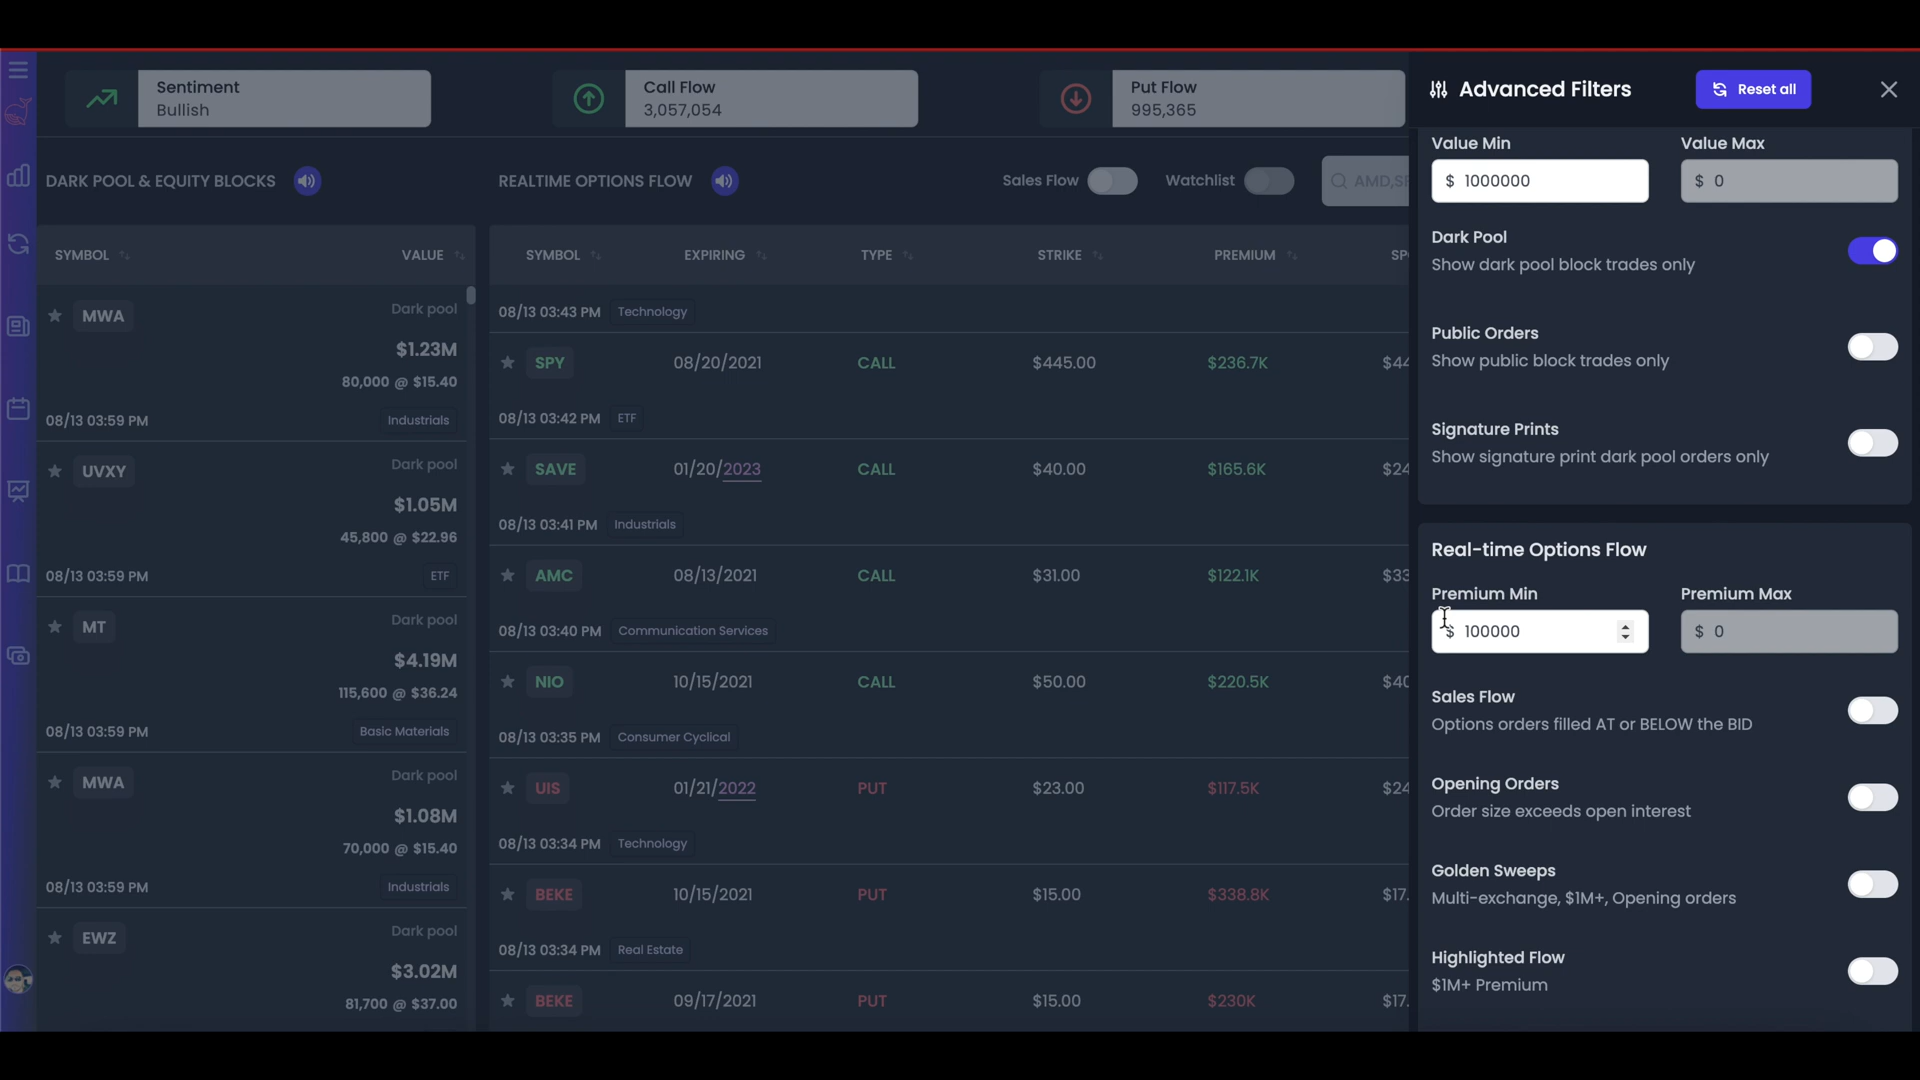 Sentiment
Bullish
Call Flow
3,057,054
Put Flow
995,365
DARK POOL & EQUITY BLOCKS
REALTIME OPTIONS FLOW
Sales Flow
Watchlist
SYMBOL
VALUE
MWA
Dark pool
$1.23M
80,000 @ $15.40
08/13 03:59 PM
Industrials
UVXY
Dark pool
$1.05M
45,800 @ $22.96
08/13 03:59 PM
ETF
MT
Dark pool
$4.19M
115,600 @ $36.24
08/13 03:59 PM
Basic Materials
MWA
Dark pool
$1.08M
70,000 @ $15.40
08/13 03:59 PM
Industrials
EWZ
Dark pool
$3.02M
81,700 @ $37.00
SYMBOL
EXPIRING
TYPE
STRIKE
PREMIUM
08/13 03:43 PM Technology
SPY 08/20/2021 CALL $445.00 $236.7K $44
08/13 03:42 PM ETF
SAVE 01/20/2023 CALL $40.00 $165.6K $24
08/13 03:41 PM Industrials
AMC 08/13/2021 CALL $31.00 $122.1K $33
08/13 03:40 PM Communication Services
NIO 10/15/2021 CALL $50.00 $220.5K $40
08/13 03:35 PM Consumer Cyclical
UIS 01/21/2022 PUT $23.00 $117.5K $24
08/13 03:34 PM Technology
BEKE 10/15/2021 PUT $15.00 $338.8K $17.
08/13 03:34 PM Real Estate
BEKE 09/17/2021 PUT $15.00 $230K $17.
Advanced Filters
Reset all
Value Min
Value Max
$ 1000000
$ 0
Dark Pool
Show dark pool block trades only
Public Orders
Show public block trades only
Signature Prints
Show signature print dark pool orders only
Real-time Options Flow
Premium Min
Premium Max
$ 100000
$ 0
Sales Flow
Options orders filled AT or BELOW the BID
Opening Orders
Order size exceeds open interest
Golden Sweeps
Multi-exchange, $1M+, Opening orders
Highlighted Flow
$1M+ Premium